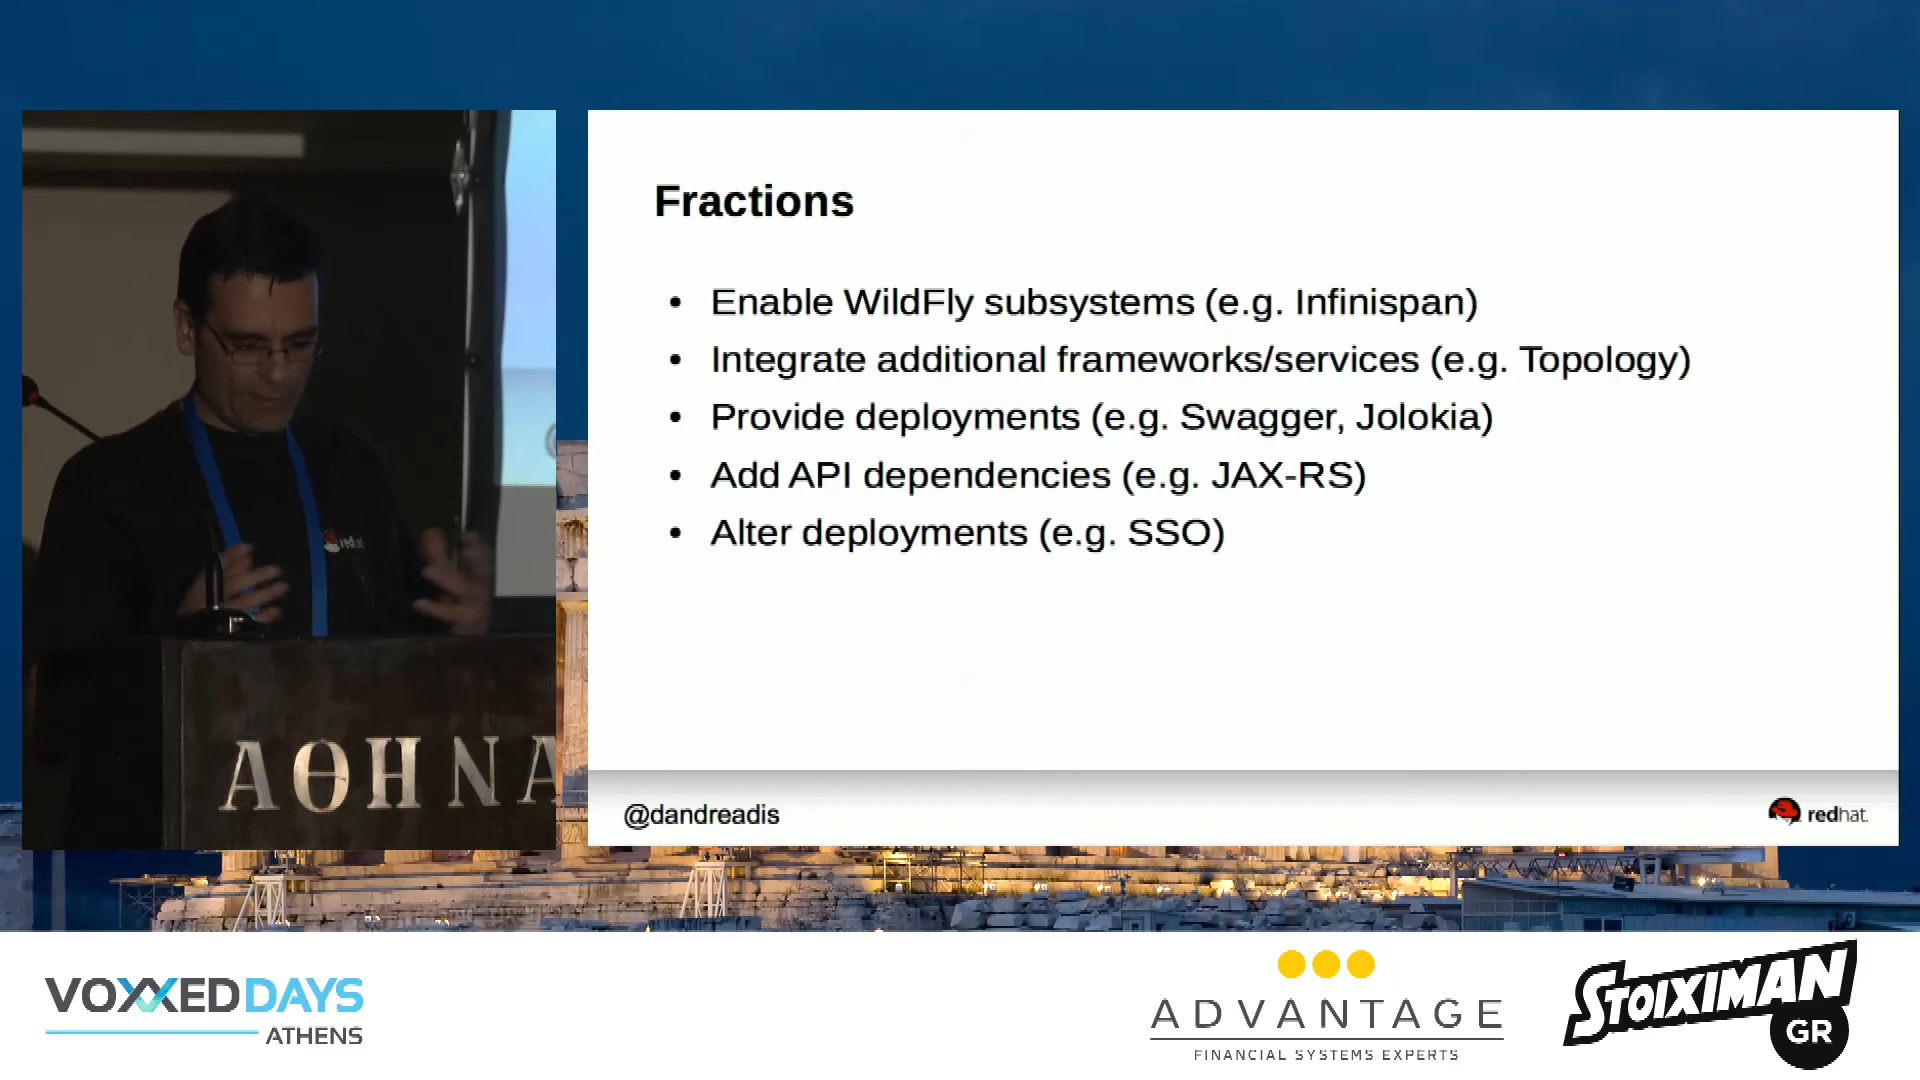 Fractions
• Enable WildFly subsystems (e.g. Infinispan)
• Integrate additional frameworks/services (e.g. Topology)
• Provide deployments (e.g. Swagger, Jolokia)
• Add API dependencies (e.g. JAX-RS)
• Alter deployments (e.g. SSO)
@dandreadis
redhat.
redhat
ΑΘΗΝΑ
VOXXED DAYS
ATHENS
ADVANTAGE
FINANCIAL SYSTEMS EXPERTS
STOIXIMAN
GR